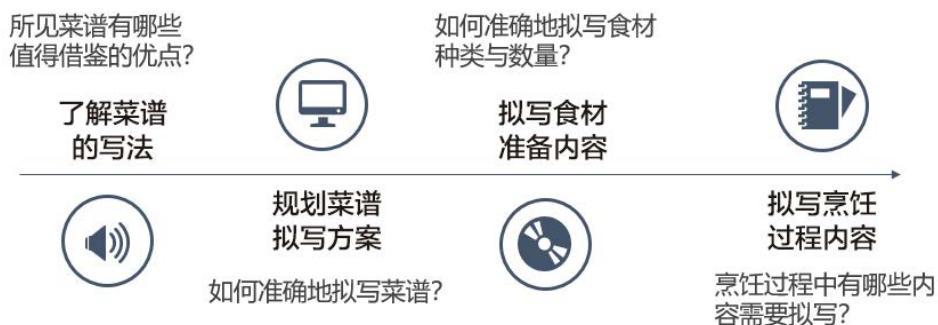 所见菜谱有哪些
值得借鉴的优点?
了解菜谱
的写法
规划菜谱
拟写方案
如何准确地拟写菜谱?
如何准确地拟写食材
种类与数量?
拟写食材
准备内容
拟写烹饪
过程内容
烹饪过程中有哪些内
容需要拟写?